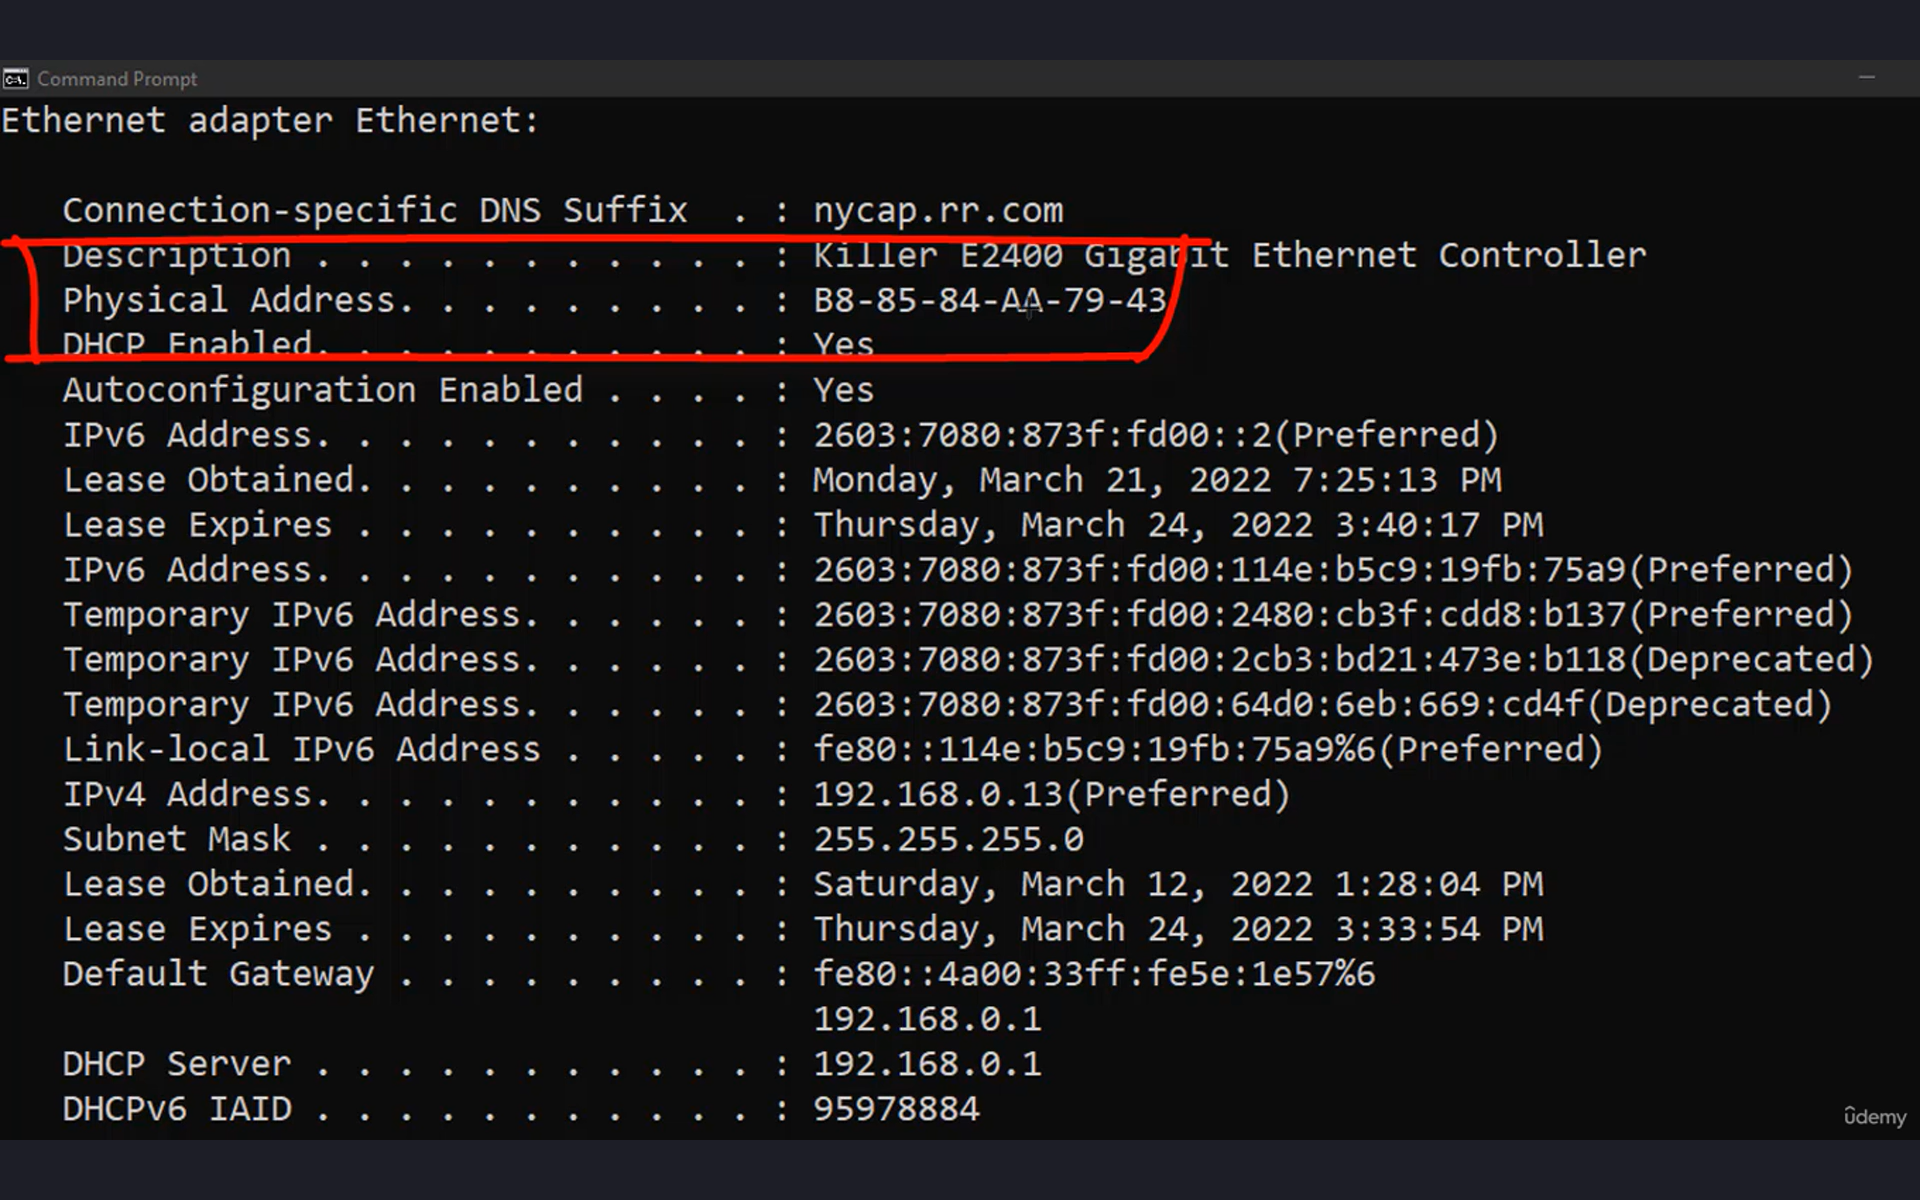 Command Prompt
Ethernet adapter Ethernet:
Connection-specific DNS Suffix  . : nycap.rr.com
Description . . . . . . . . . . . : Killer E2400 Gigabit Ethernet Controller
Physical Address. . . . . . . . . : B8-85-84-AA-79-43
DHCP Enabled. . . . . . . . . . . : Yes
Autoconfiguration Enabled . . . . : Yes
IPv6 Address. . . . . . . . . . . : 2603:7080:873f:fd00::2(Preferred)
Lease Obtained. . . . . . . . . . : Monday, March 21, 2022 7:25:13 PM
Lease Expires . . . . . . . . . . : Thursday, March 24, 2022 3:40:17 PM
IPv6 Address. . . . . . . . . . . : 2603:7080:873f:fd00:114e:b5c9:19fb:75a9(Preferred)
Temporary IPv6 Address. . . . . . : 2603:7080:873f:fd00:2480:cb3f:cdd8:b137(Preferred)
Temporary IPv6 Address. . . . . . : 2603:7080:873f:fd00:2cb3:bd21:473e:b118(Deprecated)
Temporary IPv6 Address. . . . . . : 2603:7080:873f:fd00:64d0:6eb:669:cd4f(Deprecated)
Link-local IPv6 Address . . . . . : fe80::114e:b5c9:19fb:75a9%6(Preferred)
IPv4 Address. . . . . . . . . . . : 192.168.0.13(Preferred)
Subnet Mask . . . . . . . . . . . : 255.255.255.0
Lease Obtained. . . . . . . . . . : Saturday, March 12, 2022 1:28:04 PM
Lease Expires . . . . . . . . . . : Thursday, March 24, 2022 3:33:54 PM
Default Gateway . . . . . . . . . : fe80::4a00:33ff:fe5e:1e57%6
192.168.0.1
DHCP Server . . . . . . . . . . . : 192.168.0.1
DHCPv6 IAID . . . . . . . . . . . : 95978884
ûdemy